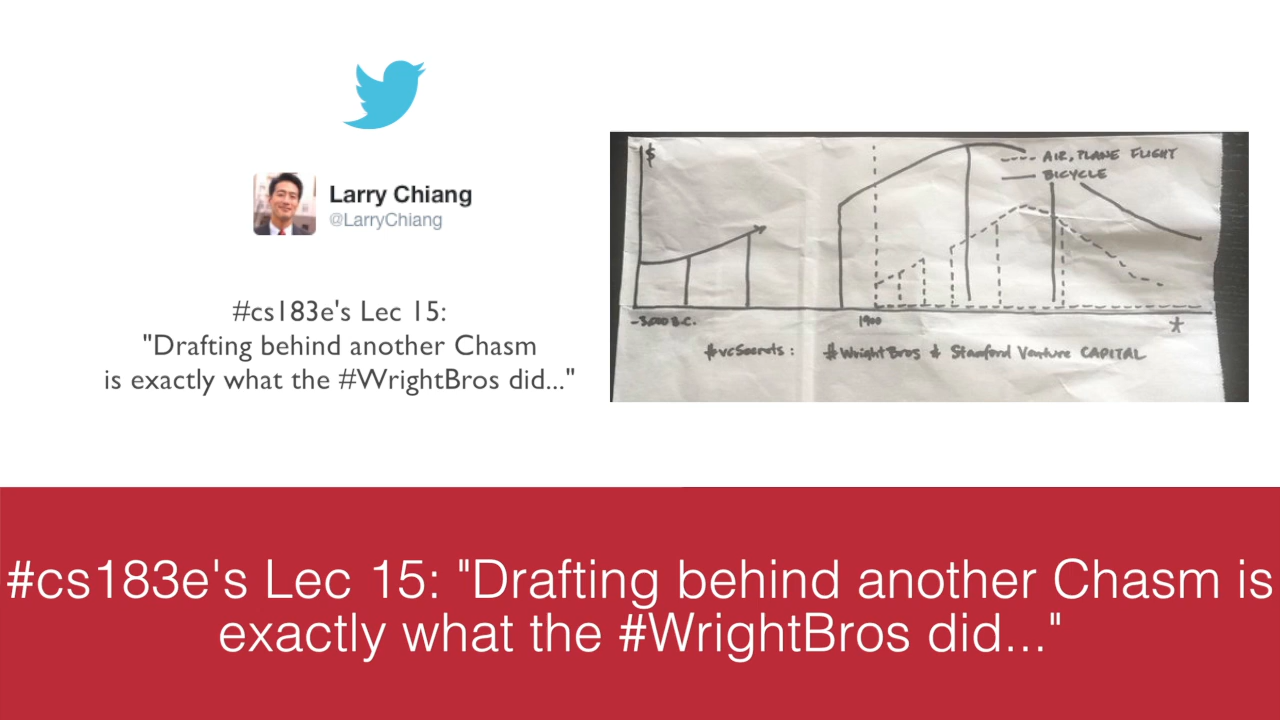 Larry Chiang
@LarryChiang
#cs183e's Lec 15:
"Drafting behind another Chasm
is exactly what the #WrightBros did..."
$
AIR,PLANE FLIGHT
BICYCLE
-3000 B.C.
1900
#vcSecrets: #WrightBros & Stanford Venture CAPITAL
#cs183e's Lec 15: "Drafting behind another Chasm is
exactly what the #WrightBros did..."